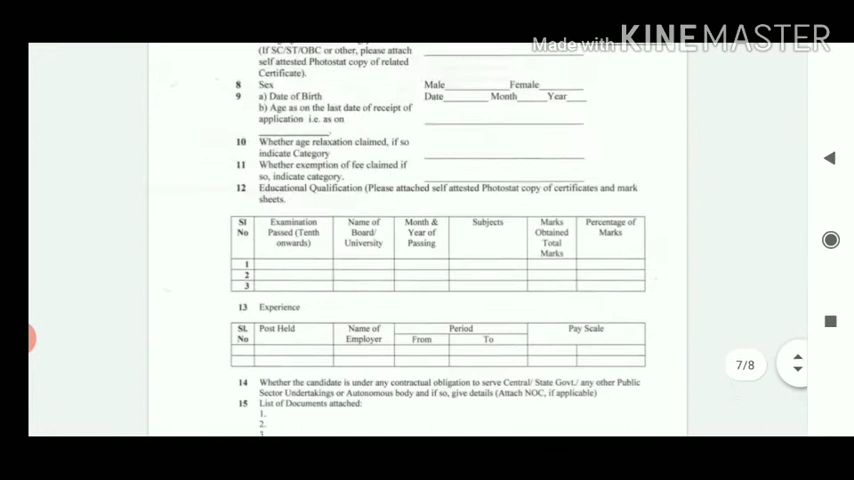 Made with KINEMASTER
(If SC/ST/OBC or other, please attach
self attested Photostat copy of related
Certificate).
8 Sex Male Female
9 a) Date of Birth Date Month Year
b) Age as on the last date of receipt of
application i.e. as on
10 Whether age relaxation claimed, if so
indicate Category
11 Whether exemption of fee claimed if
so, indicate category.
12 Educational Qualification (Please attached self attested Photostat copy of certificates and mark
sheets.
Sl No Examination Passed (Tenth onwards) Name of Board/ University Month & Year of Passing Subjects Marks Obtained Total Marks Percentage of Marks
1
2
3
13 Experience
SL No Post Held Name of Employer Period Pay Scale
From To
14 Whether the candidate is under any contractual obligation to serve Central/ State Govt./ any other Public
Sector Undertakings or Autonomous body and if so, give details (Attach NOC, if applicable)
15 List of Documents attached:
1.
2.
7/8